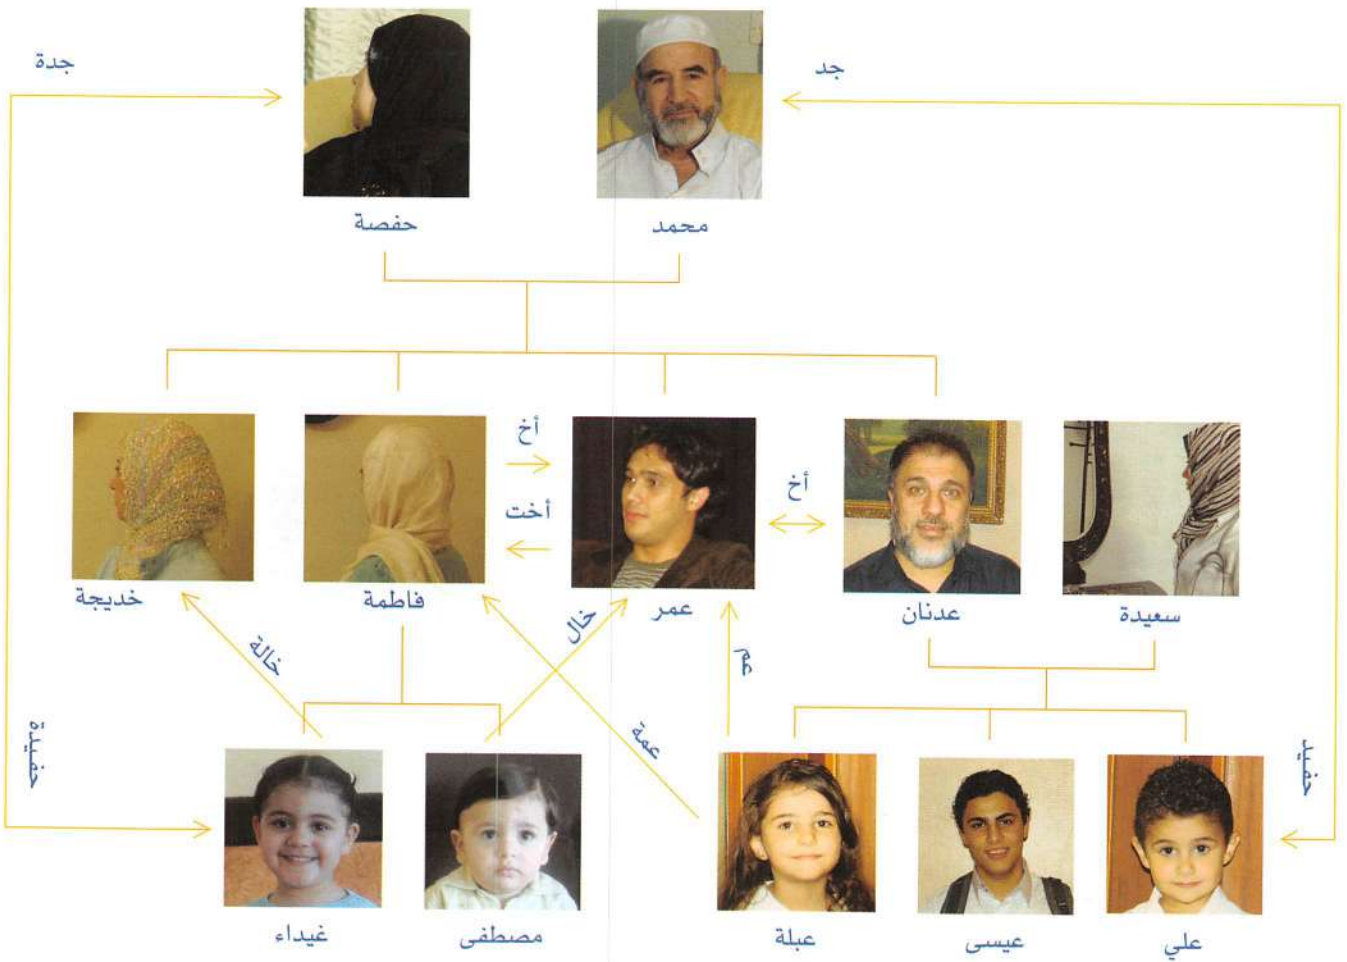 جد
جدة
محمد
حفصة
أخ
أخ
أخت
سعيدة
عدنان
عمر
فاطمة
خديجة
عم
خال
عمة
خالة
حفيد
حفيدة
علي
عيسى
عبلة
مصطفى
غيداء